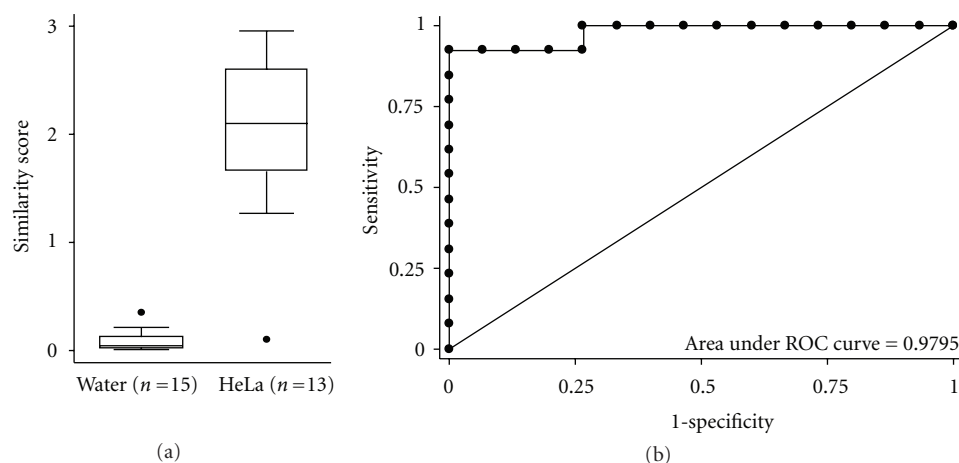 3
2
1
0
Similarity score
Water (n =15)
HeLa (n =13)
(a)
1
0.75
0.5
0.25
0
Sensitivity
Area under ROC curve = 0.9795
0
0.25
0.5
0.75
1
1-specificity
(b)